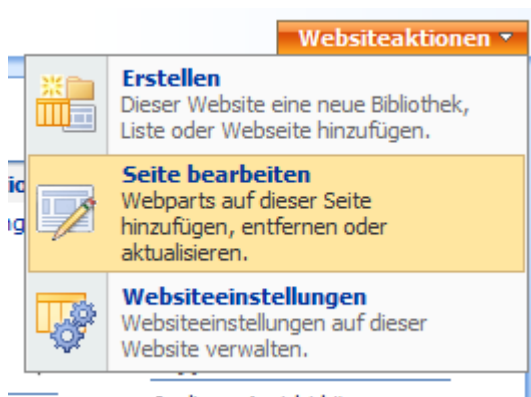 Websiteaktionen
Erstellen
Dieser Website eine neue Bibliothek,
Liste oder Webseite hinzufügen.
Seite bearbeiten
Webparts auf dieser Seite
hinzufügen, entfernen oder
aktualisieren.
Websiteeinstellungen
Websiteeinstellungen auf dieser
Website verwalten.